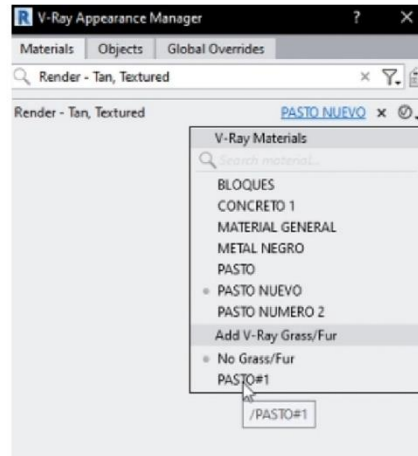 R V-Ray Appearance Manager ? ×
Materials Objects Global Overrides
Render - Tan, Textured ×
Render - Tan, Textured PASTO NUEVO ×
V-Ray Materials
Search material...
BLOQUES
CONCRETO 1
MATERIAL GENERAL
METAL NEGRO
PASTO
PASTO NUEVO
PASTO NUMERO 2
Add V-Ray Grass/Fur
No Grass/Fur
PASTO#1
/PASTO#1